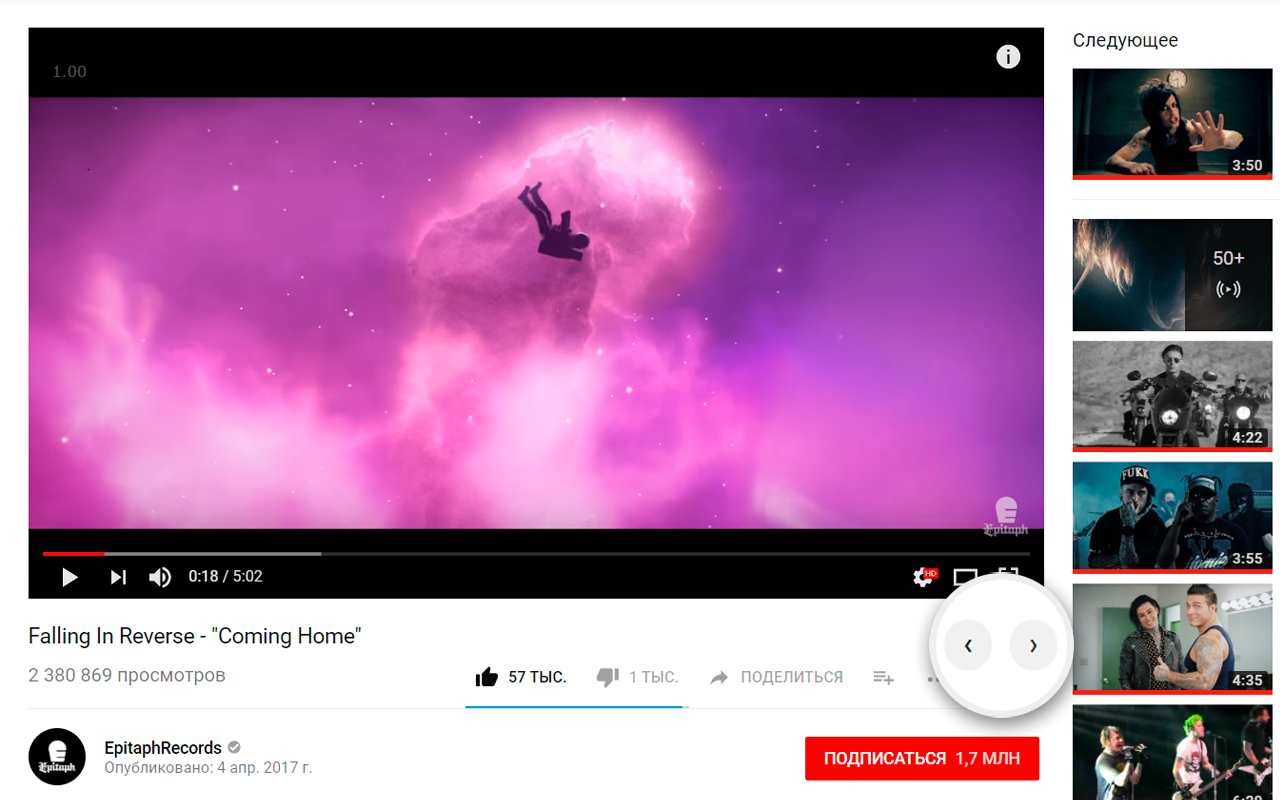 1.00
Следующее
3:50
50+
4:22
FUKK
3:55
4:35
Epitaph
0:18 / 5:02
HD
Falling In Reverse - "Coming Home"
2 380 869 просмотров
57 ТЫС.
1 ТЫС.
ПОДЕЛИТЬСЯ
Epitaph
EpitaphRecords
Опубликовано: 4 апр. 2017 г.
ПОДПИСАТЬСЯ 1,7 МЛН